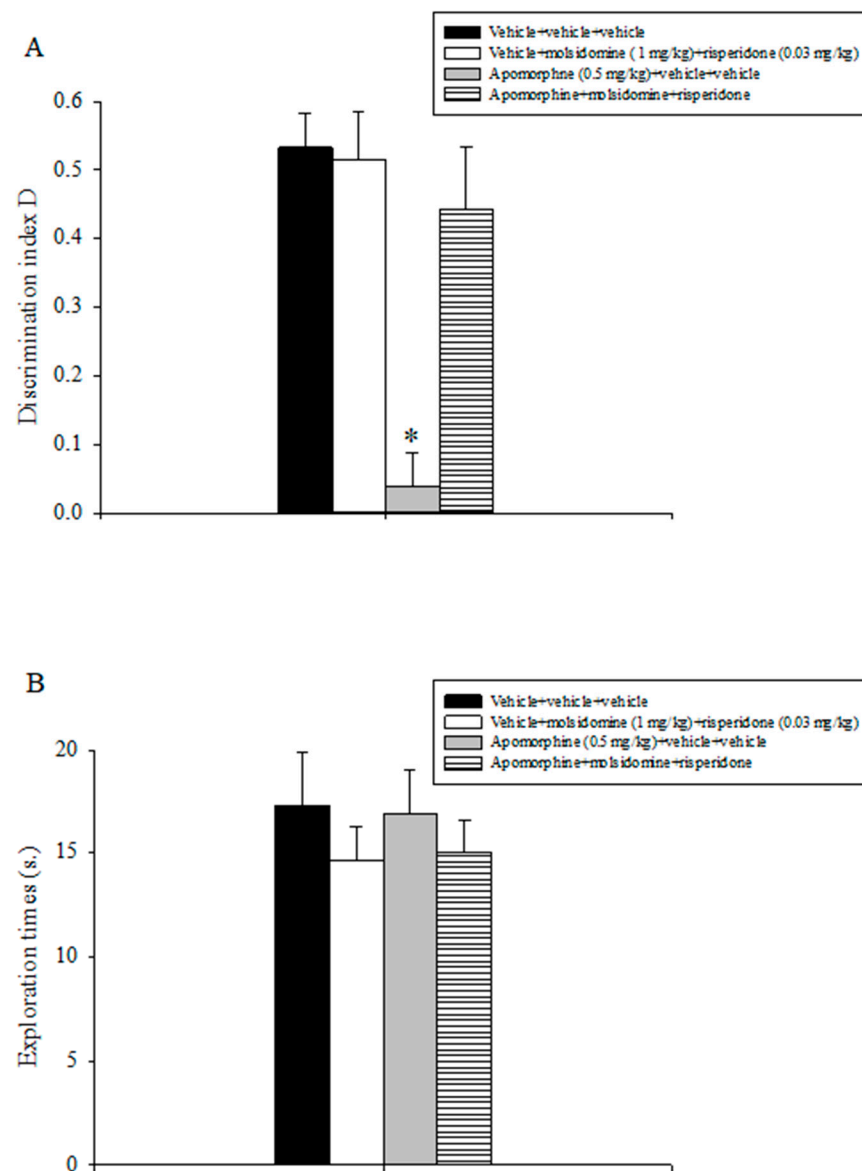 A
Vehicle+vehicle+vehicle
Vehicle+molsidomine ( 1 mg/kg)+risperidone (0.03 mg/kg)
Apomorphne (0.5 mg/kg)+vehicle+vehicle
Apomorphine+molsidomine+risperidone
0.6
0.5
0.4
0.3
0.2
0.1
0.0
Discrimination index D
*
B
Vehicle+vehicle+vehicle
Vehicle+molsidomine (1 mg/kg)+risperidone (0.03 mg/kg)
Apomorphine (0.5 mg/kg)+vehicle+vehicle
Apomorphine+molsidomine+risperidone
20
15
10
5
0
Exploration times (s.)